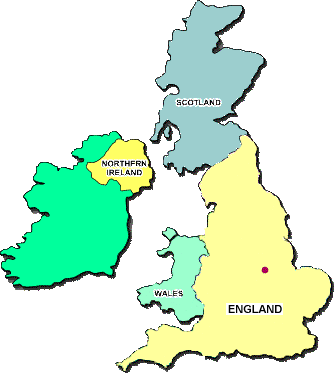 SCOTLAND
NORTHERN
IRELAND
WALES
ENGLAND